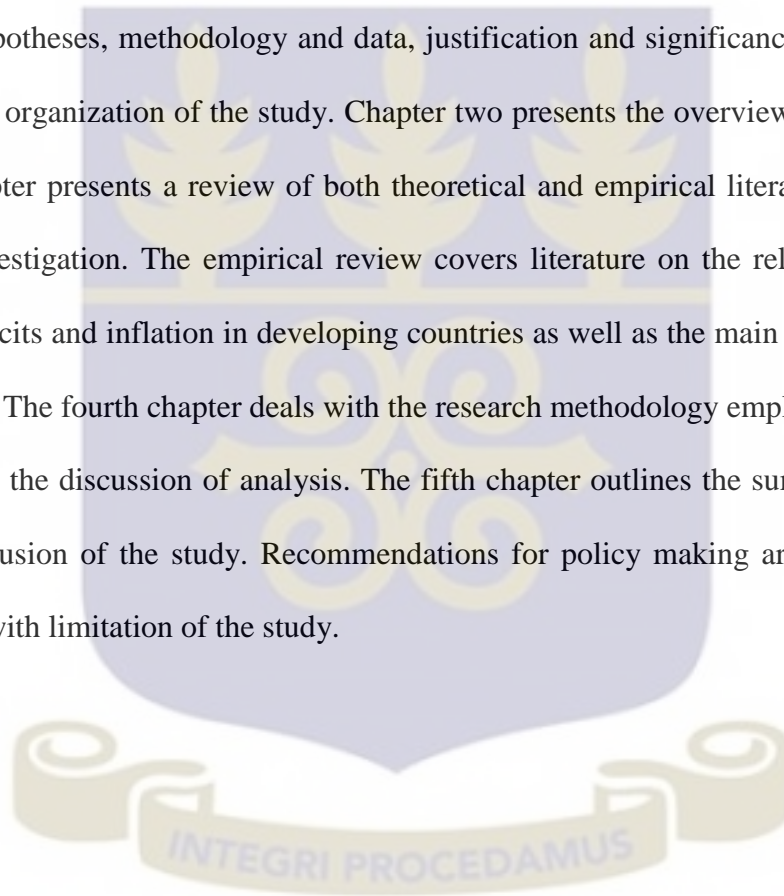 potheses, methodology and data, justification and significanc
organization of the study. Chapter two presents the overview
pter presents a review of both theoretical and empirical litera
estigation. The empirical review covers literature on the rel
cits and inflation in developing countries as well as the main
The fourth chapter deals with the research methodology emp
the discussion of analysis. The fifth chapter outlines the su
usion of the study. Recommendations for policy making a
with limitation of the study.
INTEGRI PROCEDAMUS